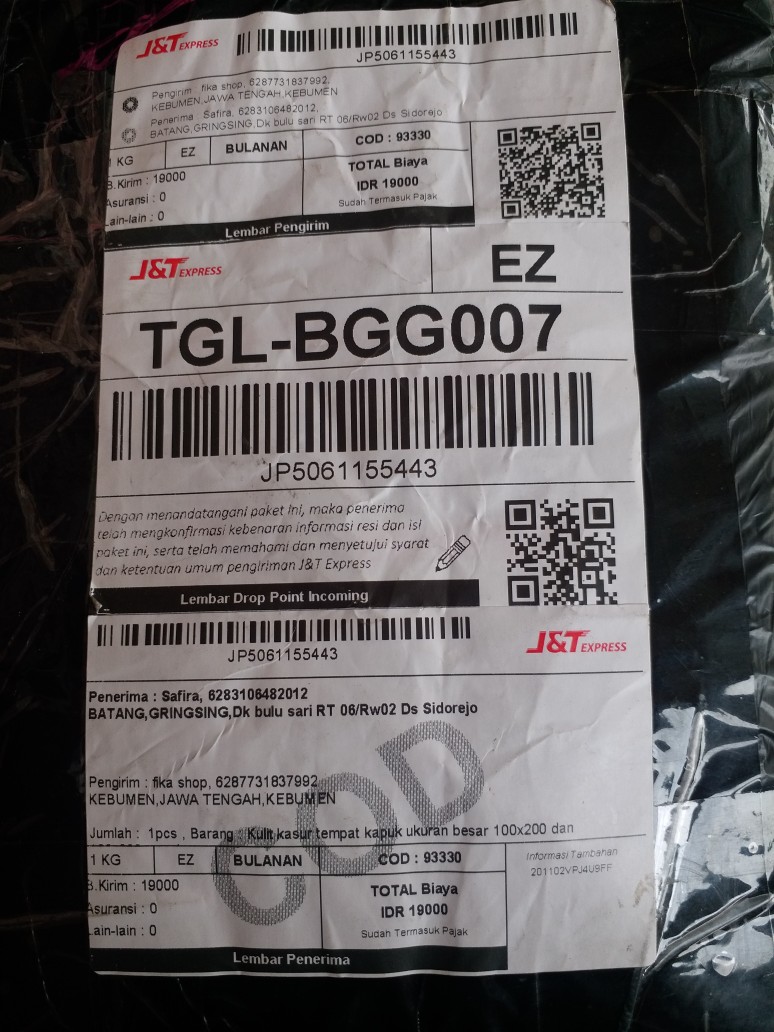 J&T EXPRESS
JP5061155443
Pengirim : fika shop, 6287731837992,
KEBUMEN,JAWA TENGAH,KEBUMEN
Penerima : Safira, 6283106482012,
BATANG,GRINGSING,Dk bulu sari RT 06/Rw02 Ds Sidorejo
1 KG EZ BULANAN COD : 93330
B.Kirim : 19000
Asuransi : 0
Lain-lain : 0
TOTAL Biaya
IDR 19000
Sudah Termasuk Pajak
Lembar Pengirim
J&T EXPRESS EZ
TGL-BGG007
JP5061155443
Dengan menandatangani paket ini, maka penerima
telah mengkonfirmasi kebenaran informasi resi dan isi
paket ini, serta telah memahami dan menyetujui syarat
dan ketentuan umum pengiriman J&T Express
Lembar Drop Point Incoming
JP5061155443
J&T EXPRESS
Penerima : Safira, 6283106482012
BATANG,GRINGSING,Dk bulu sari RT 06/Rw02 Ds Sidorejo
COD
Pengirim : fika shop, 6287731837992
KEBUMEN,JAWA TENGAH,KEBUMEN
Jumlah : 1pcs , Barang : Kulit kasur tempat kapuk ukuran besar 100x200 dan
1 KG EZ BULANAN COD : 93330
B.Kirim : 19000
Asuransi : 0
Lain-lain : 0
TOTAL Biaya
IDR 19000
Sudah Termasuk Pajak
Informasi Tambahan
201102VPJ4U9FF
Lembar Penerima